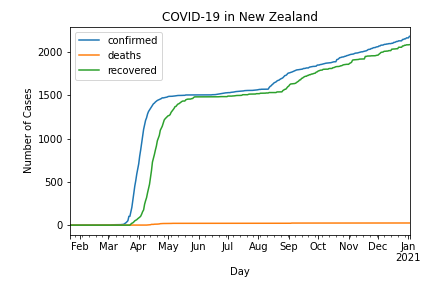 COVID-19 in New Zealand
confirmed
deaths
recovered
Number of Cases
2000
1500
1000
500
0
Feb Mar Apr May Jun Jul Aug Sep Oct Nov Dec Jan
2021
Day